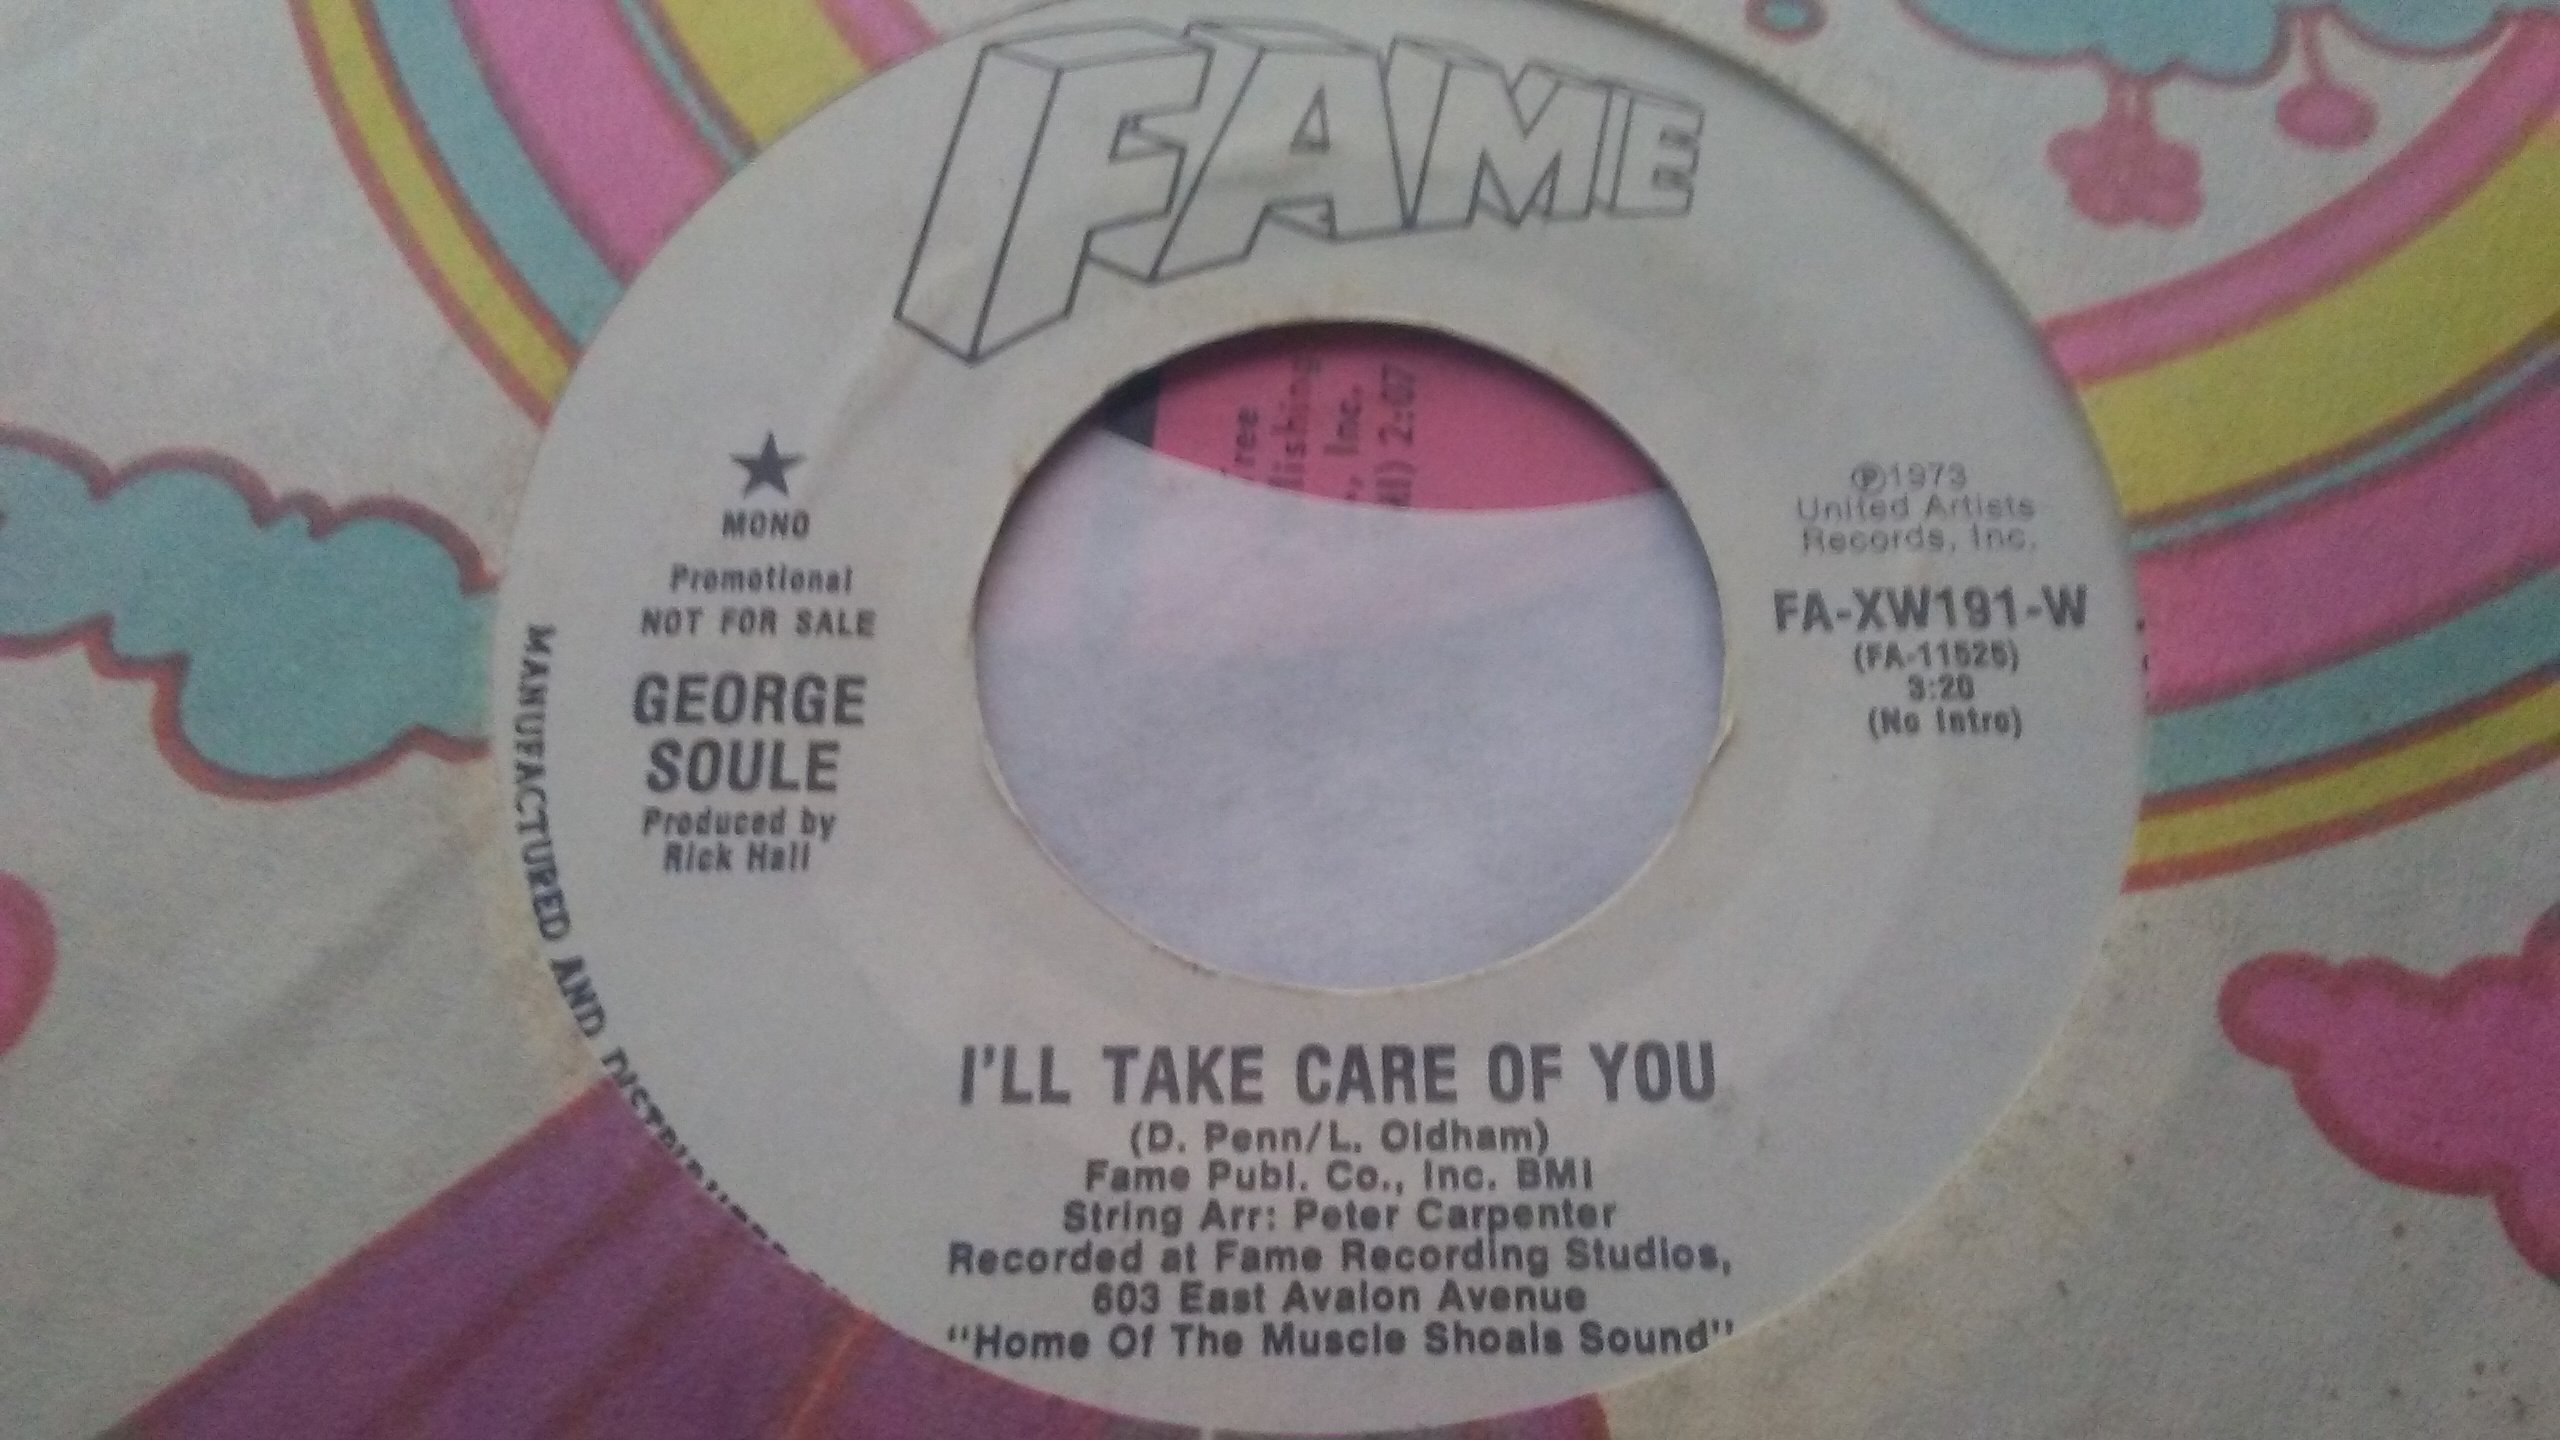 FAME
★
MONO
Promotional
NOT FOR SALE
GEORGE
SOULE
Produced by
Rick Hall
℗1973
United Artists
Records, Inc.
FA-XW191-W
(FA-11525)
3:20
(No Intro)
I'LL TAKE CARE OF YOU
(D. Penn/L. Oldham)
Fame Publ. Co., Inc. BMI
String Arr: Peter Carpenter
Recorded at Fame Recording Studios,
603 East Avalon Avenue
"Home Of The Muscle Shoals Sound"
MANUFACTURED AND
Inc.
2:07